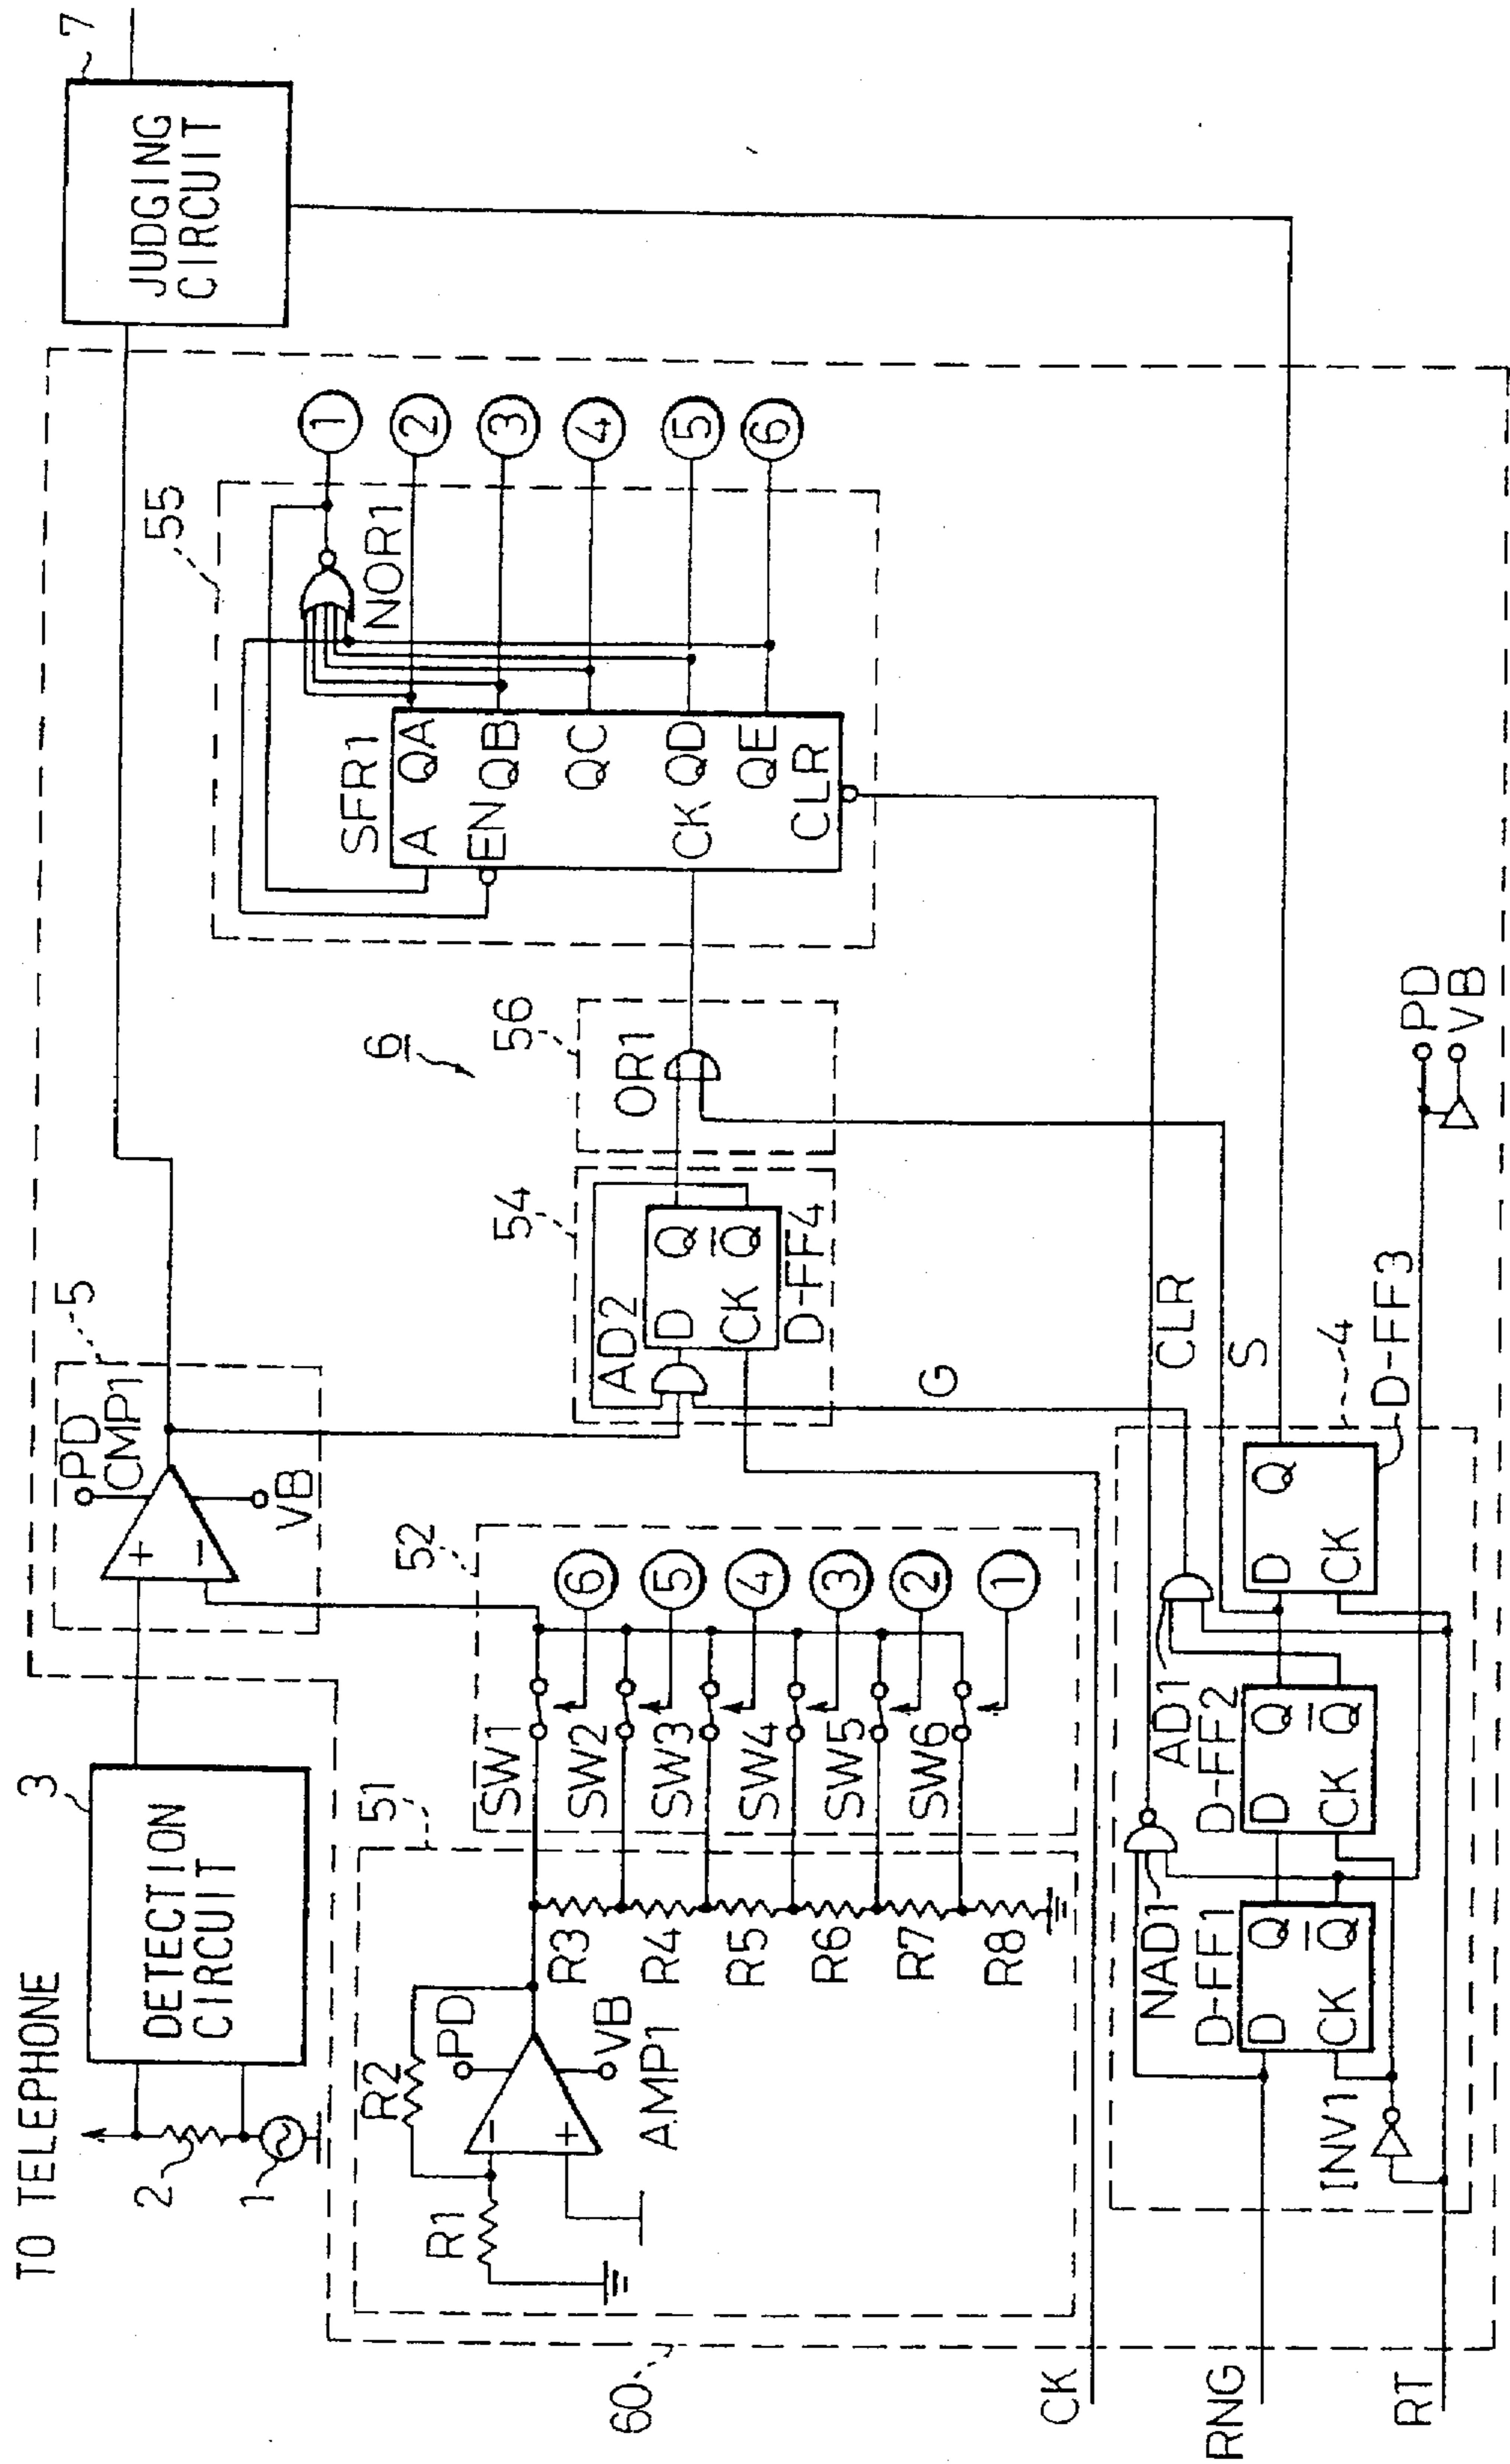 TO TELEPHONE
2
1
3
DETECTION
CIRCUIT
PD
CMP1
5
+
−
VB
7
JUDGING
CIRCUIT
60
51
R1
R2
−
+
PD
VB
AMP1
R3
R4
R5
R6
R7
R8
52
SW1
SW2
SW3
SW4
SW5
SW6
6
5
4
3
2
1
6
54
AD2
D Q
CK Q
D-FF4
56
OR1
55
SFR1
A QA
EN QB
QC
CK QD
QE
CLR
NOR1
1
2
3
4
5
6
G
CLR
S
CK
RNG
RT
INV1
NAD1
D-FF1
D Q
CK Q
AD1
D-FF2
D Q
CK Q
D Q
CK
D-FF3
4
PD
VB